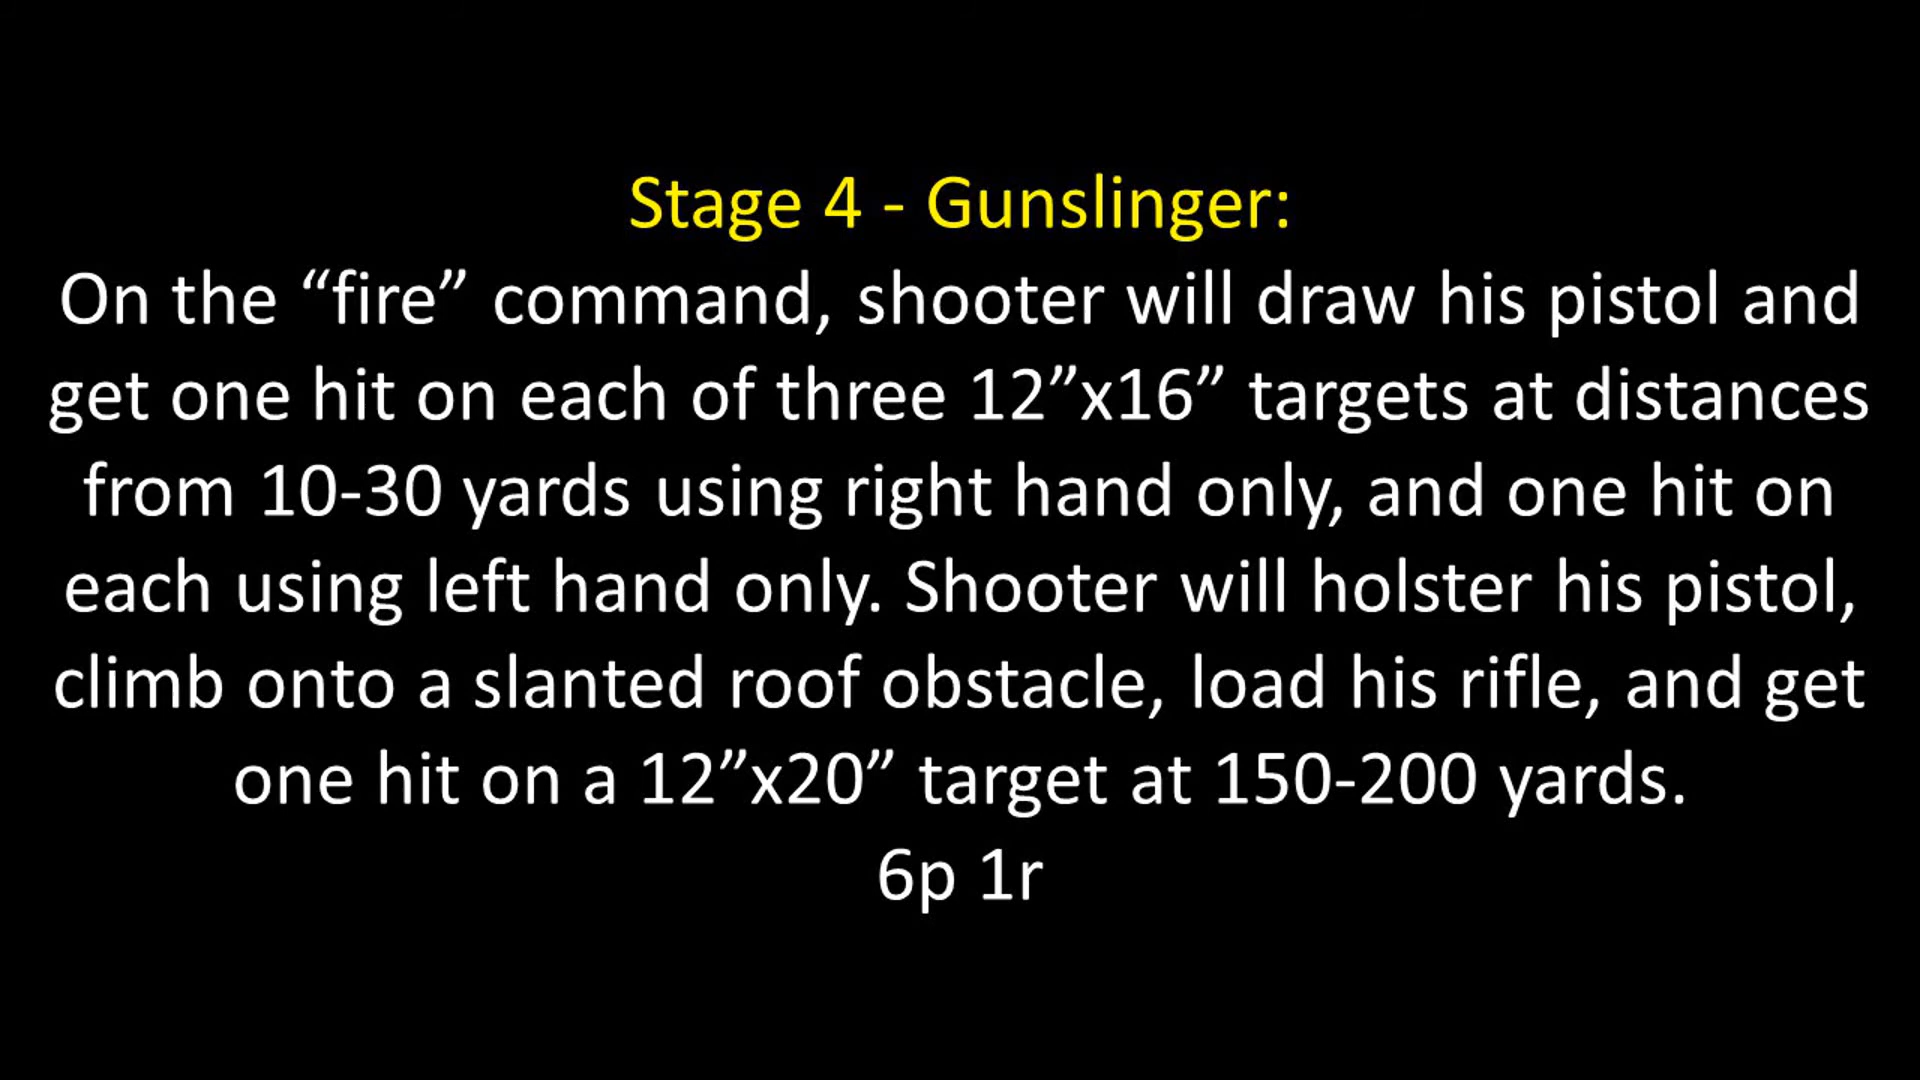 Stage 4 - Gunslinger:
On the “fire” command, shooter will draw his pistol and
get one hit on each of three 12”x16” targets at distances
from 10-30 yards using right hand only, and one hit on
each using left hand only. Shooter will holster his pistol,
climb onto a slanted roof obstacle, load his rifle, and get
one hit on a 12”x20” target at 150-200 yards.
6p 1r